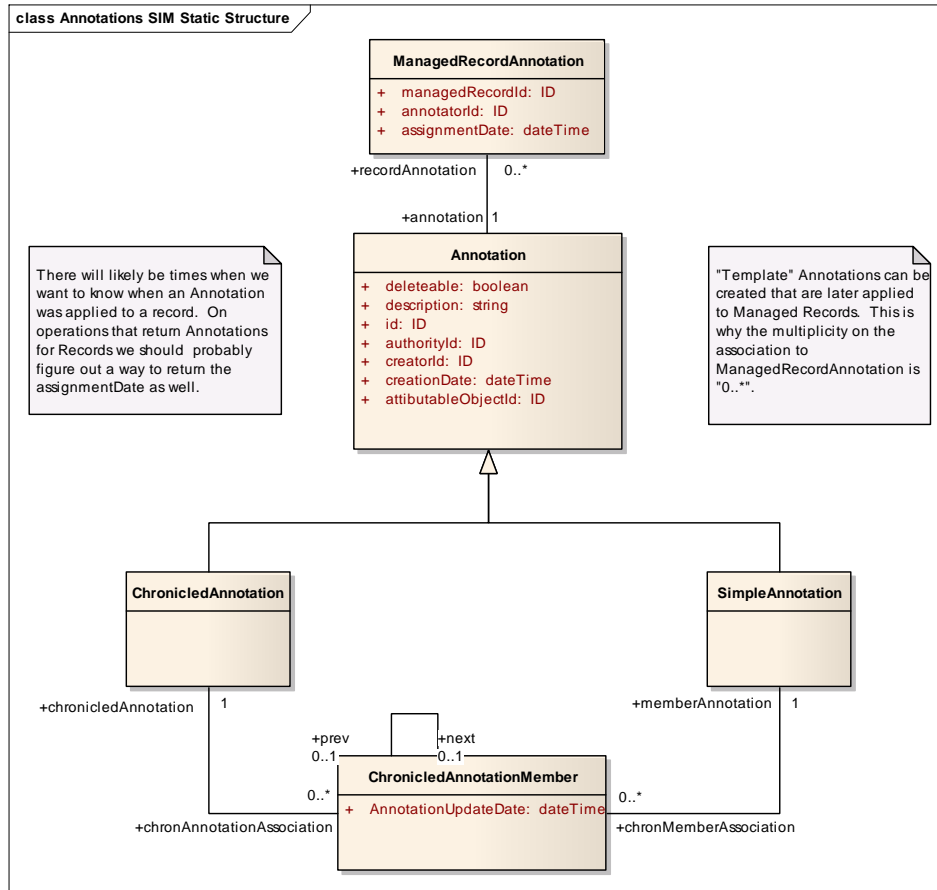 class Annotations SIM Static Structure
ManagedRecordAnnotation
+ managedRecordId: ID
+ annotatorId: ID
+ assignmentDate: dateTime
+recordAnnotation 0..*
+annotation 1
Annotation
+ deleteable: boolean
+ description: string
+ id: ID
+ authorityId: ID
+ creatorId: ID
+ creationDate: dateTime
+ attibutableObjectId: ID
There will likely be times when we
want to know when an Annotation
was applied to a record. On
operations that return Annotations
for Records we should probably
figure out a way to return the
assignmentDate as well.
"Template" Annotations can be
created that are later applied
to Managed Records. This is
why the multiplicity on the
association to
ManagedRecordAnnotation is
"0..*".
ChronicledAnnotation
SimpleAnnotation
+chronicledAnnotation 1
+memberAnnotation 1
+prev +next
0..1 0..1
ChronicledAnnotationMember
+ AnnotationUpdateDate: dateTime
0..*
+chronAnnotationAssociation
0..*
+chronMemberAssociation